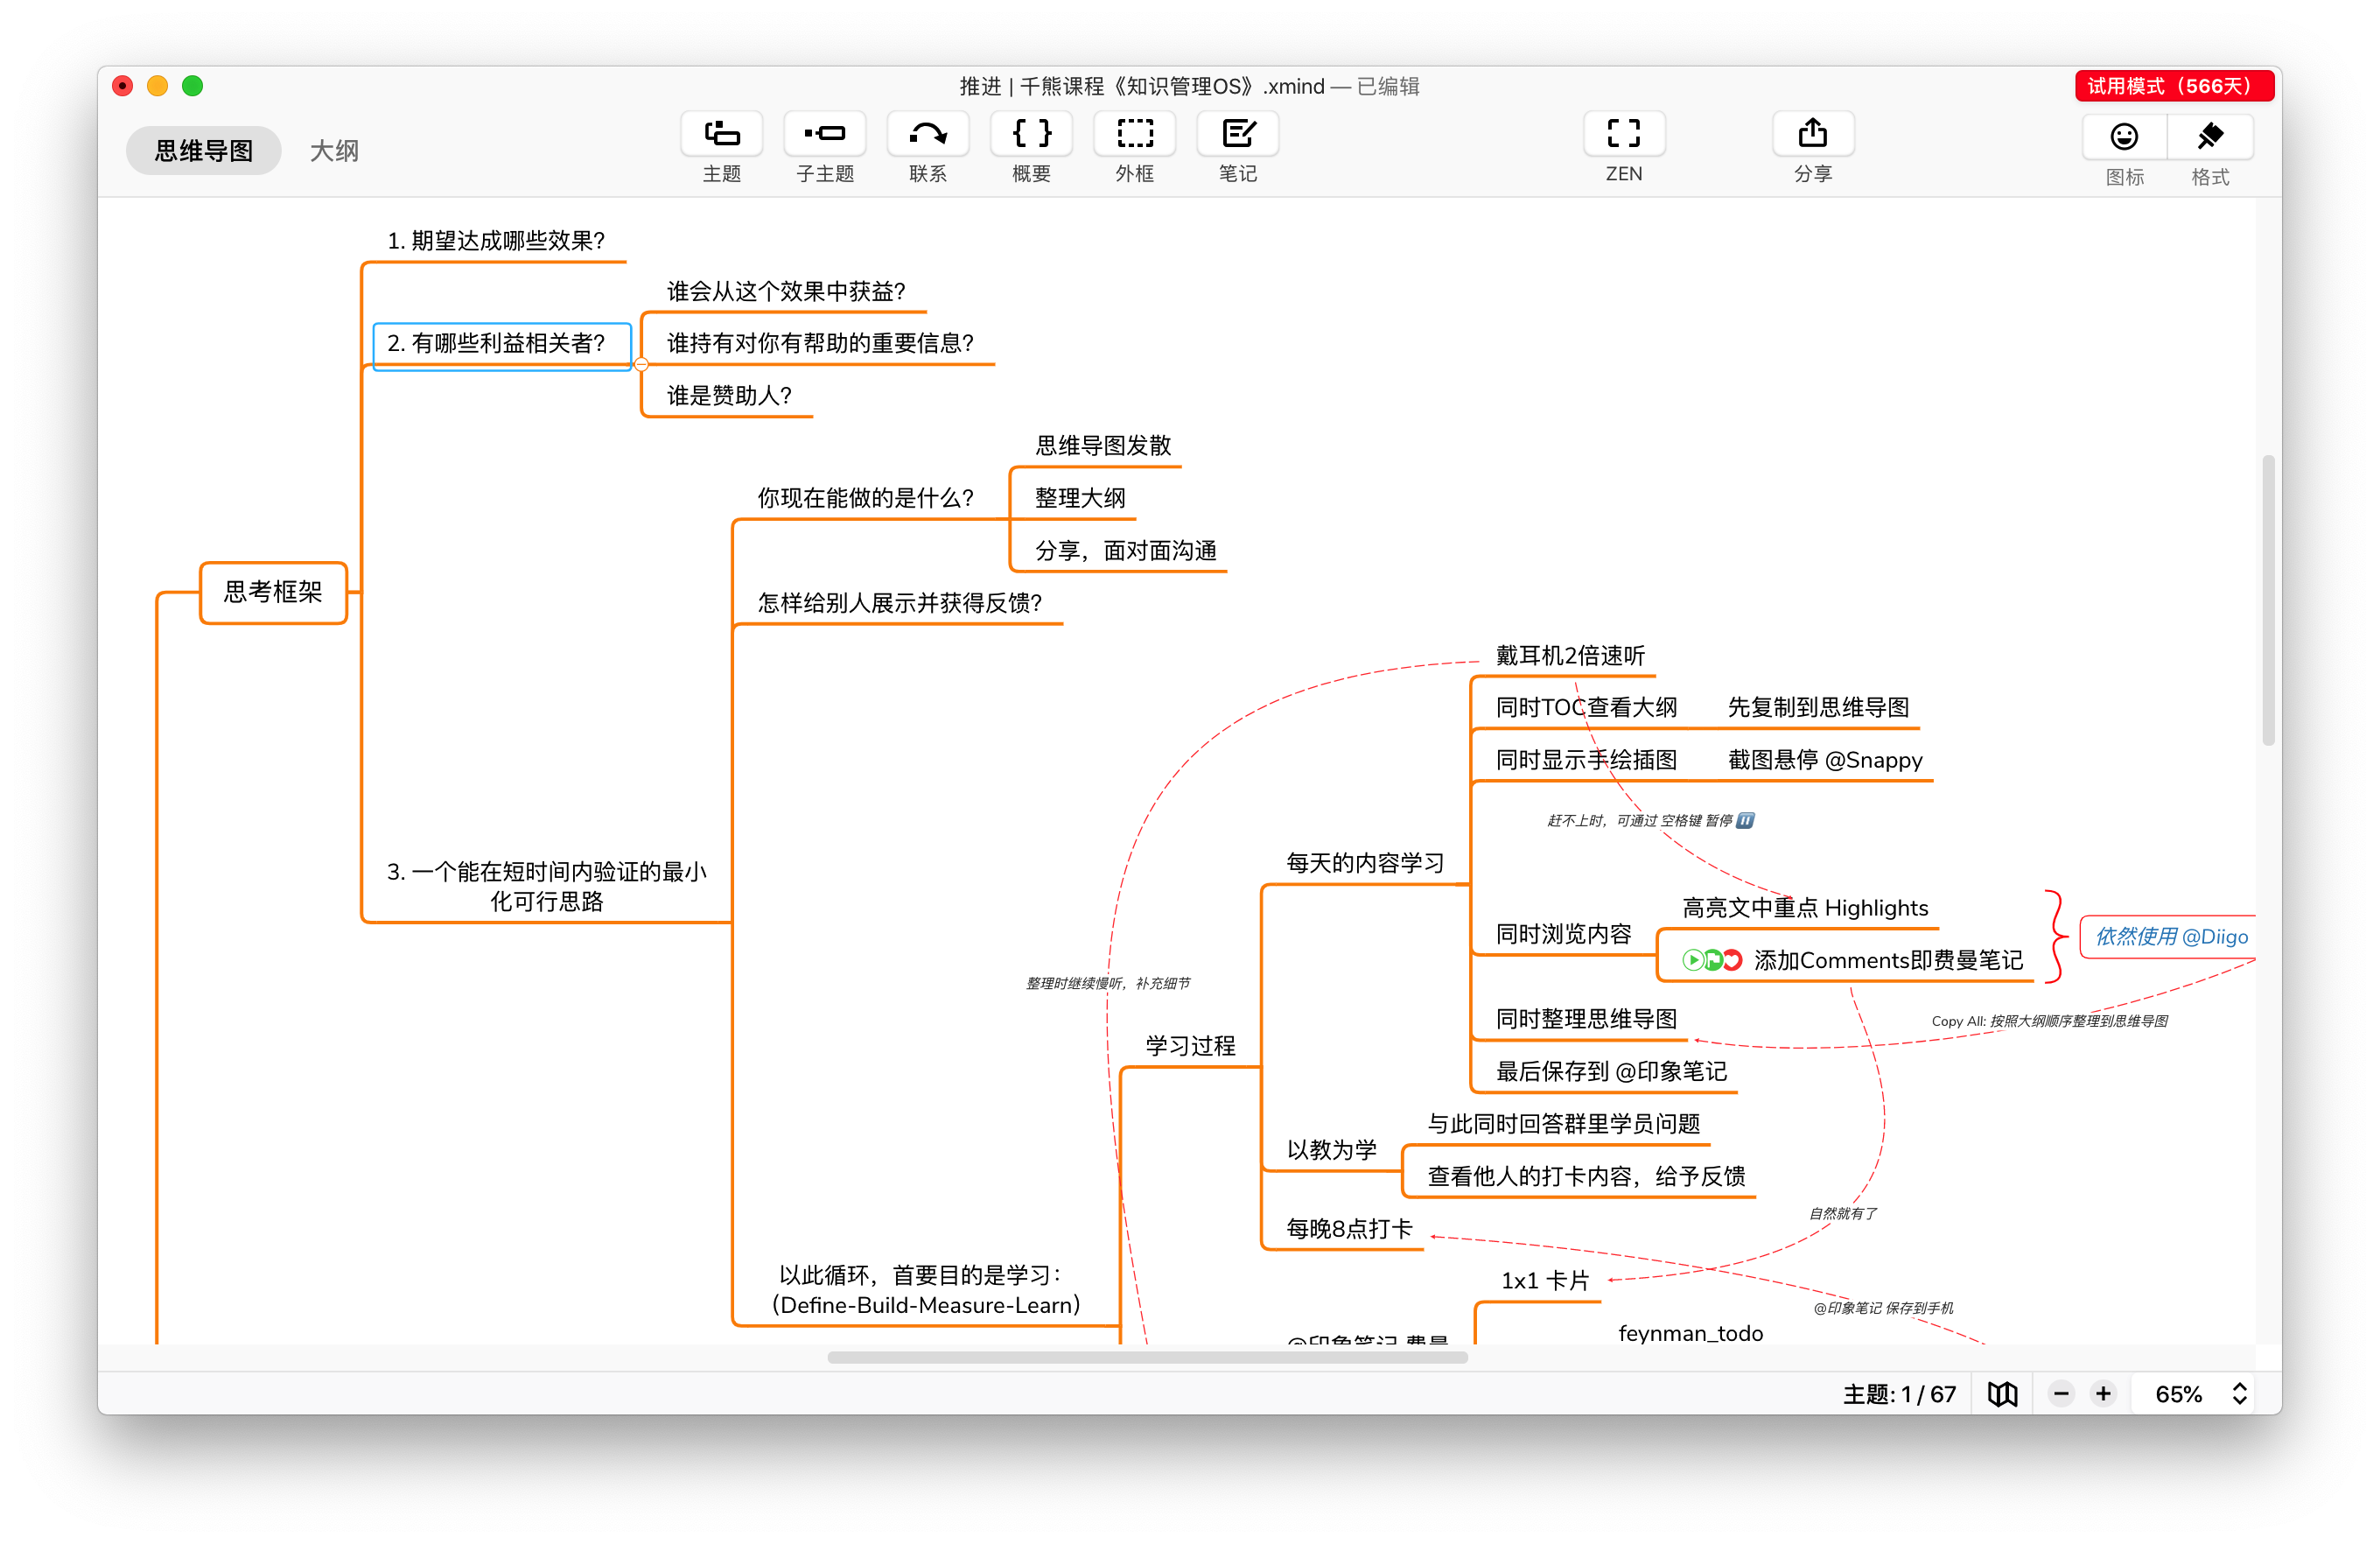 推进 | 千熊课程《知识管理OS》.xmind — 已编辑
试用模式（566天）
思维导图
大纲
主题
子主题
联系
概要
外框
笔记
ZEN
分享
图标
格式
思考框架
1. 期望达成哪些效果？
2. 有哪些利益相关者？
谁会从这个效果中获益？
谁持有对你有帮助的重要信息？
谁是赞助人？
3. 一个能在短时间内验证的最小
化可行思路
你现在能做的是什么？
思维导图发散
整理大纲
分享，面对面沟通
怎样给别人展示并获得反馈？
以此循环，首要目的是学习：
（Define-Build-Measure-Learn）
学习过程
每天的内容学习
戴耳机2倍速听
同时TOC查看大纲
先复制到思维导图
同时显示手绘插图
截图悬停 @Snappy
赶不上时，可通过 空格键 暂停
同时浏览内容
高亮文中重点 Highlights
添加Comments即费曼笔记
依然使用 @Diigo
整理时继续慢听，补充细节
同时整理思维导图
Copy All: 按照大纲顺序整理到思维导图
最后保存到 @印象笔记
以教为学
与此同时回答群里学员问题
查看他人的打卡内容，给予反馈
每晚8点打卡
自然就有了
1x1 卡片
@印象笔记 保存到手机
@印象笔记 费曼
feynman_todo
主题: 1 / 67
65%